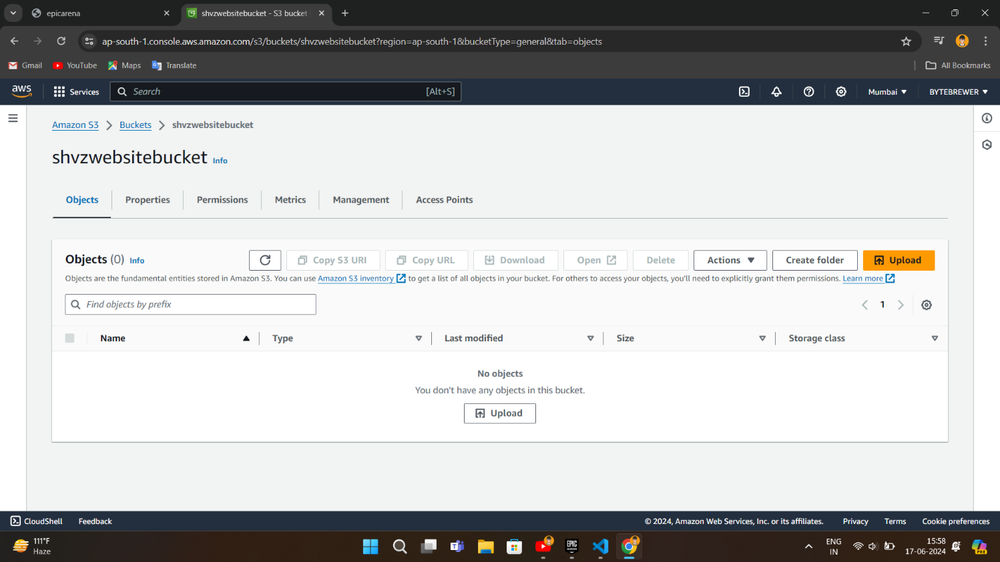 epicarena
shvzwebsitebucket - S3 bucket
ap-south-1.console.aws.amazon.com/s3/buckets/shvzwebsitebucket?region=ap-south-1&bucketType=general&tab=objects
Gmail YouTube Maps Translate All Bookmarks
aws Services Search [Alt+S] Mumbai BYTEBREWER
Amazon S3 Buckets shvzwebsitebucket
shvzwebsitebucket Info
Objects Properties Permissions Metrics Management Access Points
Objects (0) Info Copy S3 URI Copy URL Download Open Delete Actions Create folder Upload
Objects are the fundamental entities stored in Amazon S3. You can use Amazon S3 inventory to get a list of all objects in your bucket. For others to access your objects, you'll need to explicitly grant them permissions. Learn more
Find objects by prefix 1
Name Type Last modified Size Storage class
No objects
You don't have any objects in this bucket.
Upload
CloudShell Feedback © 2024, Amazon Web Services, Inc. or its affiliates. Privacy Terms Cookie preferences
111°F
Haze
EPIC
GAMES
ENG
IN
15:58
17-06-2024
PRE